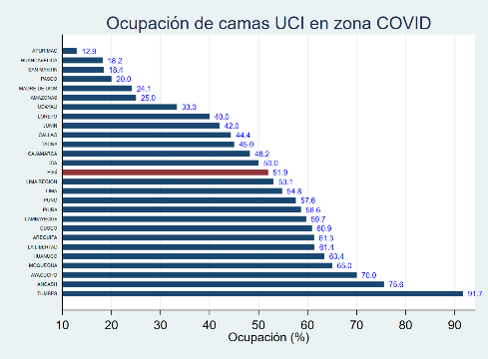 Ocupación de camas UCI en zona COVID
APURIMAC 12.9
HUANCAVELICA 18.2
SAN MARTIN 18.4
PASCO 20.0
MADRE DE DIOS 24.1
AMAZONAS 25.0
UCAYALI 33.3
LORETO 40.0
JUNIN 42.0
CALLAO 44.4
TACNA 45.0
CAJAMARCA 48.2
ICA 50.0
51.9
LIMA REGION 53.1
LIMA 54.8
PUNO 57.6
PIURA 58.6
LAMBAYEQUE 59.7
CUSCO 60.9
AREQUIPA 61.3
LA LIBERTAD 61.4
HUANUCO 63.4
MOQUEGUA 65.0
AYACUCHO 70.0
ANCASH 75.6
TUMBES 91.7
10 20 30 40 50 60 70 80 90
Ocupación (%)